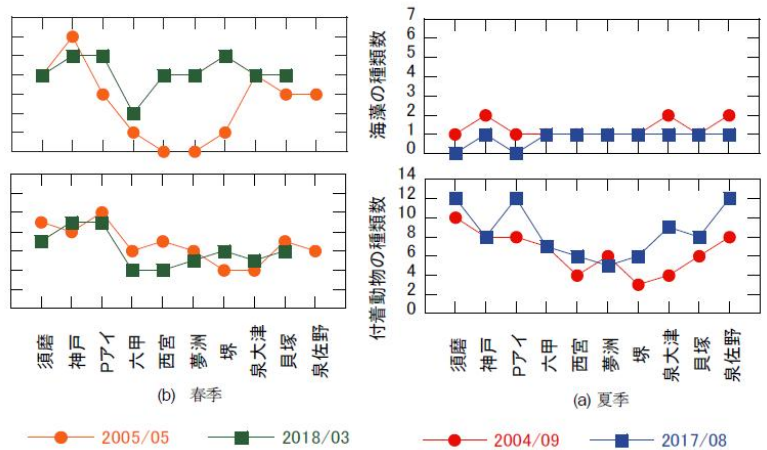 海藻の種類数
7
6
5
4
3
2
1
0
付着動物の種類数
14
12
10
8
6
4
2
0
須磨
神戸
Pアイ
六甲
西宮
夢洲
堺
泉大津
貝塚
泉佐野
(b) 春季
須磨
神戸
Pアイ
六甲
西宮
夢洲
堺
泉大津
貝塚
泉佐野
(a) 夏季
2005/05
2018/03
2004/09
2017/08